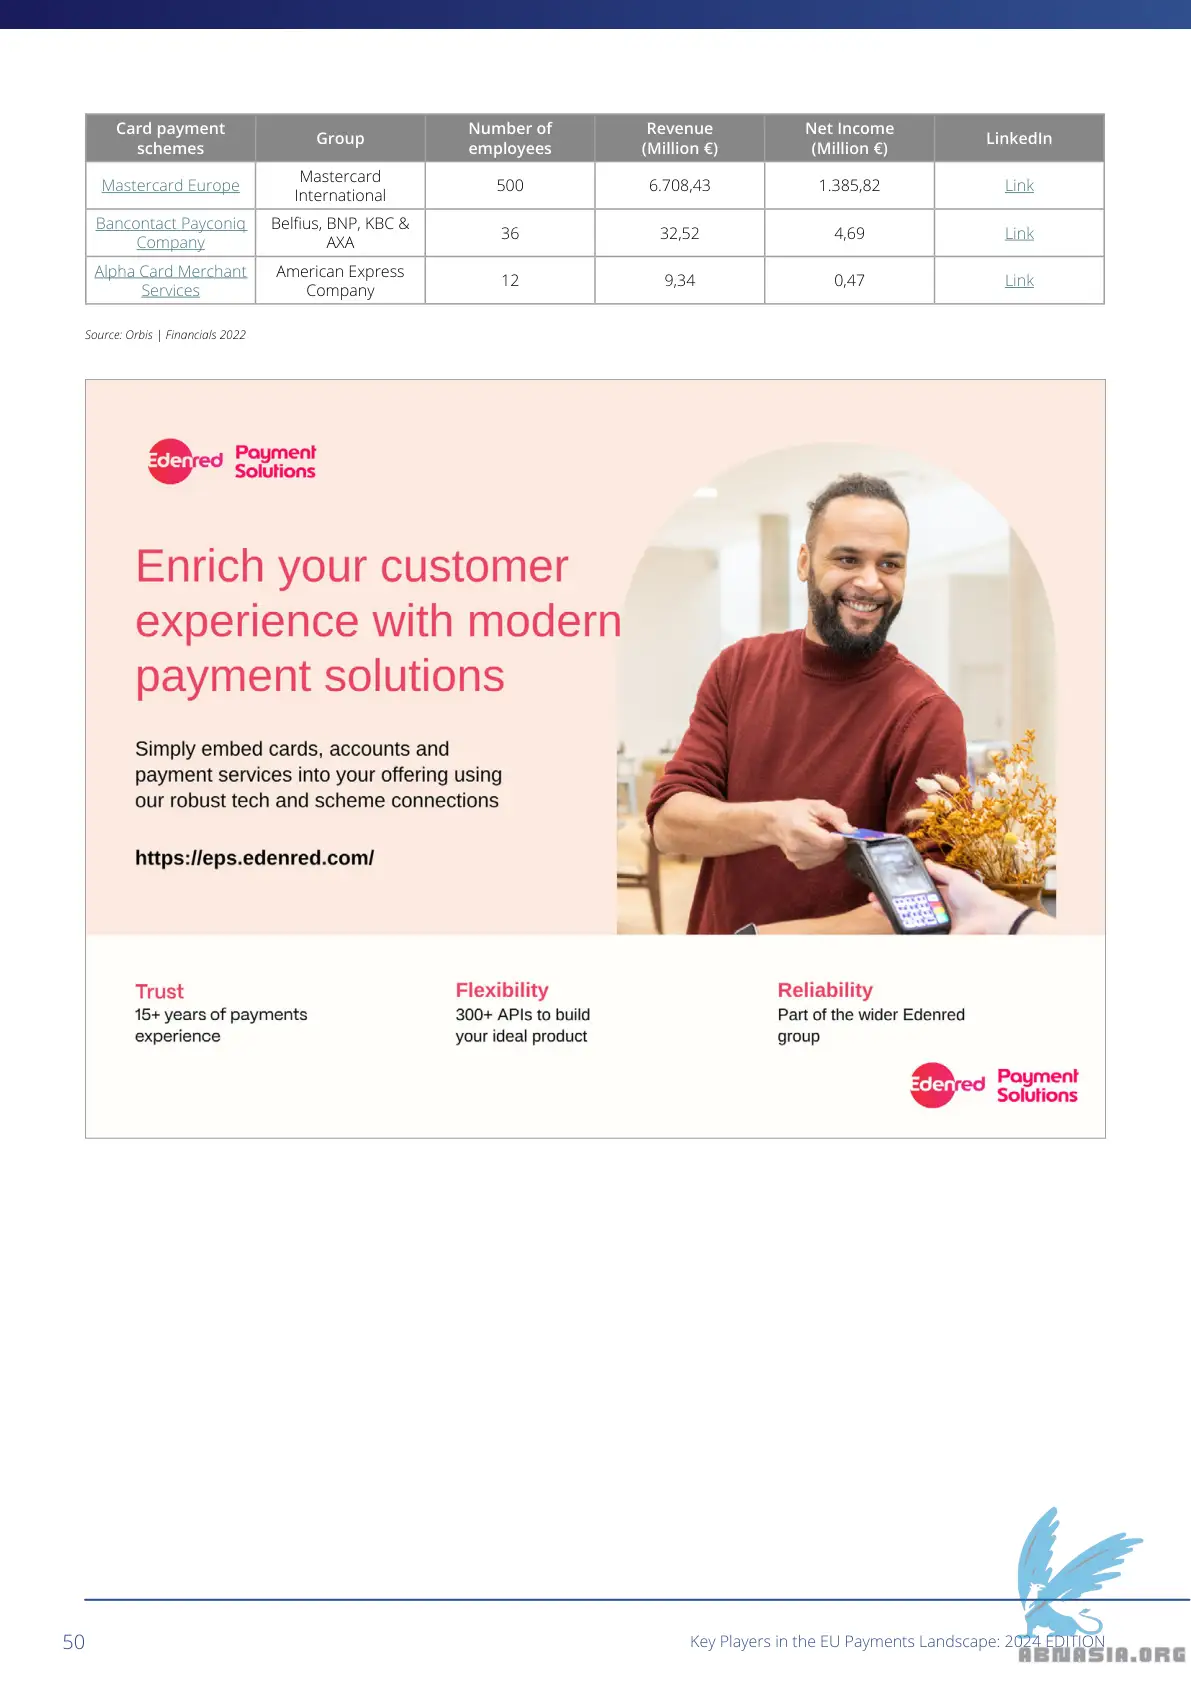 Card payment
schemes
Group
Number of
employees
Revenue
(Million €)
Net Income
(Million €)
LinkedIn
Mastercard Europe
Mastercard
International
500
6.708,43
1.385,82
Link
Bancontact Payconiq
Company
Belfius, BNP, KBC &
AXA
36
32,52
4,69
Link
Alpha Card Merchant
Services
American Express
Company
12
9,34
0,47
Link
Source: Orbis | Financials 2022
Edenred Payment
Solutions
Enrich your customer
experience with modern
payment solutions
Simply embed cards, accounts and
payment services into your offering using
our robust tech and scheme connections
https://eps.edenred.com/
Trust
15+ years of payments
experience
Flexibility
300+ APIs to build
your ideal product
Reliability
Part of the wider Edenred
group
Edenred Payment
Solutions
50
Key Players in the EU Payments Landscape: 2024 EDITION
ABNASIA.ORG